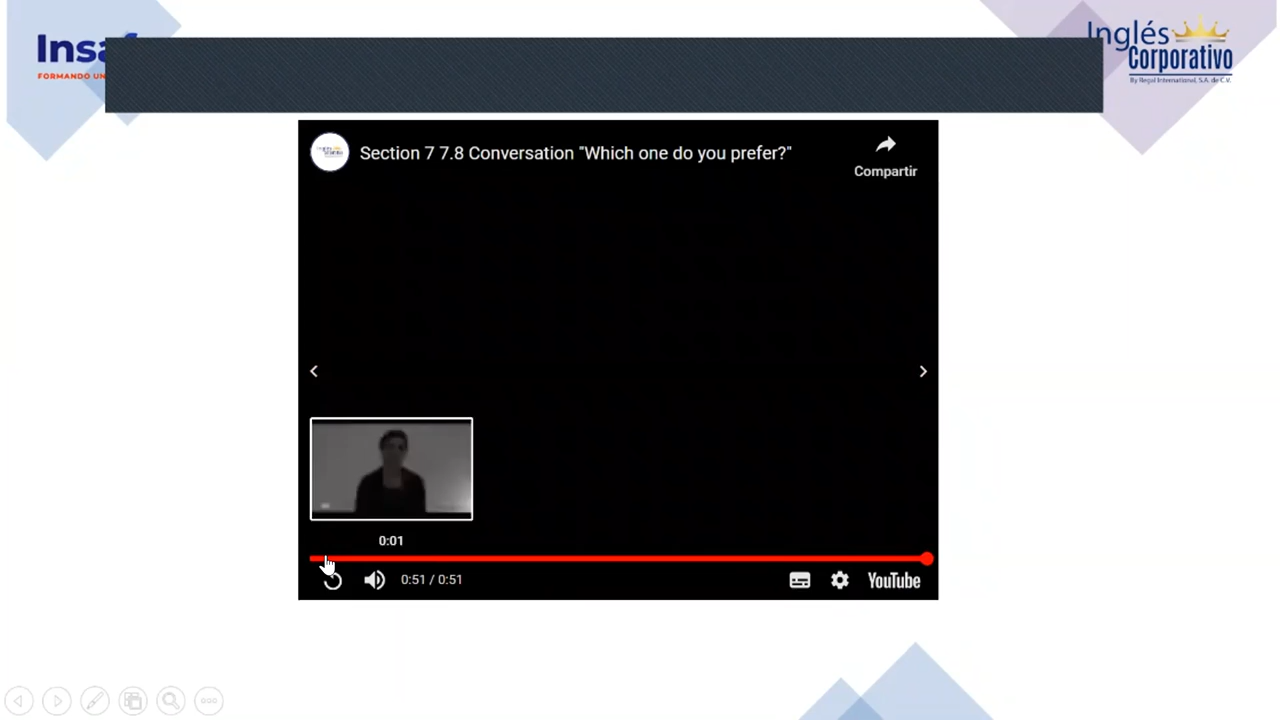 Insaf
FORMANDO UN
Inglés
Corporativo
By Regal International, S.A. de C.V.
Section 7 7.8 Conversation "Which one do you prefer?"
Compartir
0:01
0:51 / 0:51
YouTube